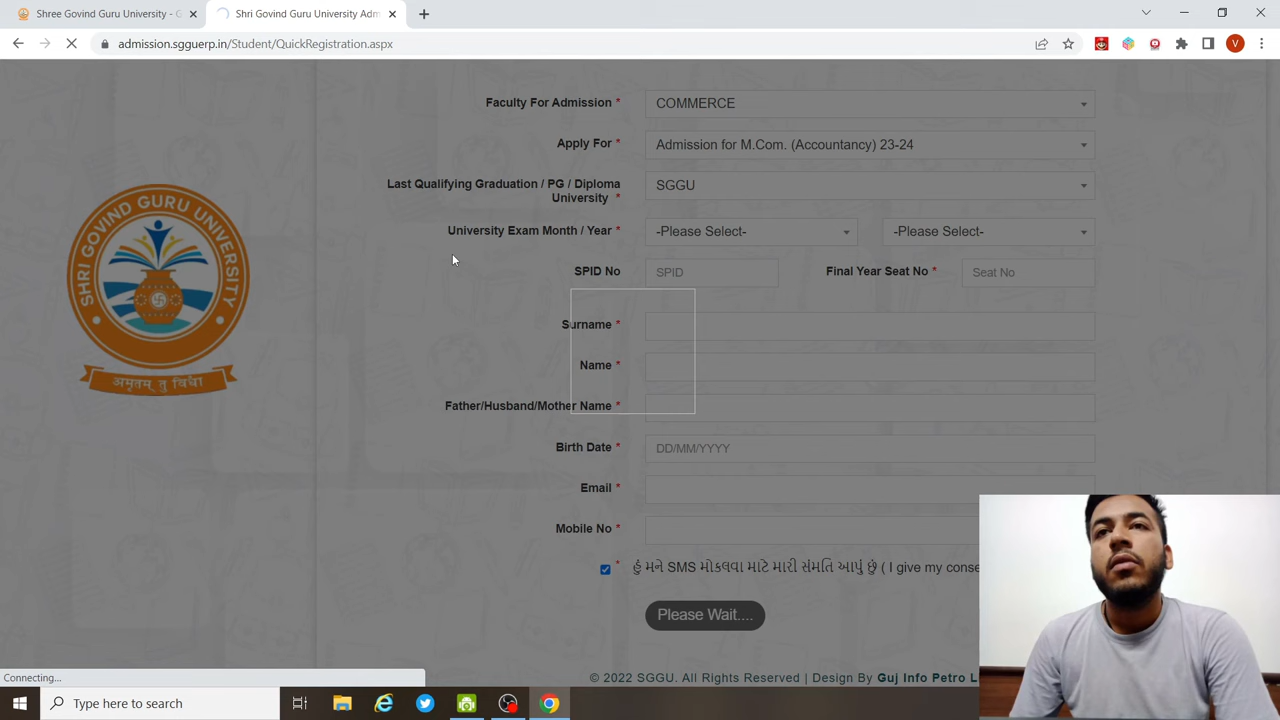 Shree Govind Guru University - G
Shri Govind Guru University Adm
admission.sgguerp.in/Student/QuickRegistration.aspx
V
Faculty For Admission *
COMMERCE
Apply For *
Admission for M.Com. (Accountancy) 23-24
Last Qualifying Graduation / PG / Diploma
University *
SGGU
University Exam Month / Year *
-Please Select-
-Please Select-
SPID No
SPID
Final Year Seat No *
Seat No
SHRI GOVIND GURU UNIVERSITY
अमृतम् तु विद्या
Surname *
Name *
Father/Husband/Mother Name *
Birth Date *
DD/MM/YYYY
Email *
Mobile No *
* હું મને SMS મોકલવા માટે મારી સંમતિ આપું છું ( I give my conse
Please Wait....
Connecting...
© 2022 SGGU. All Rights Reserved | Design By Guj Info Petro L
Type here to search